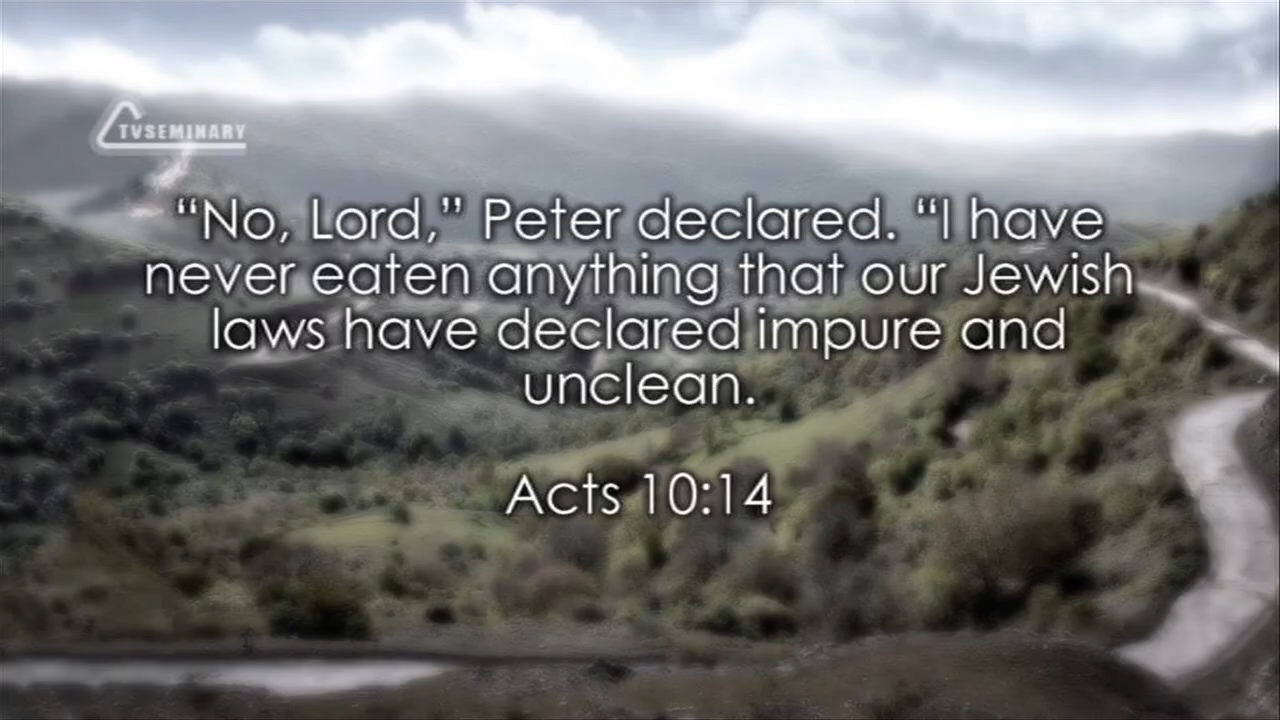 TVSEMINARY
“No, Lord,” Peter declared. “I have
never eaten anything that our Jewish
laws have declared impure and
unclean.
Acts 10:14